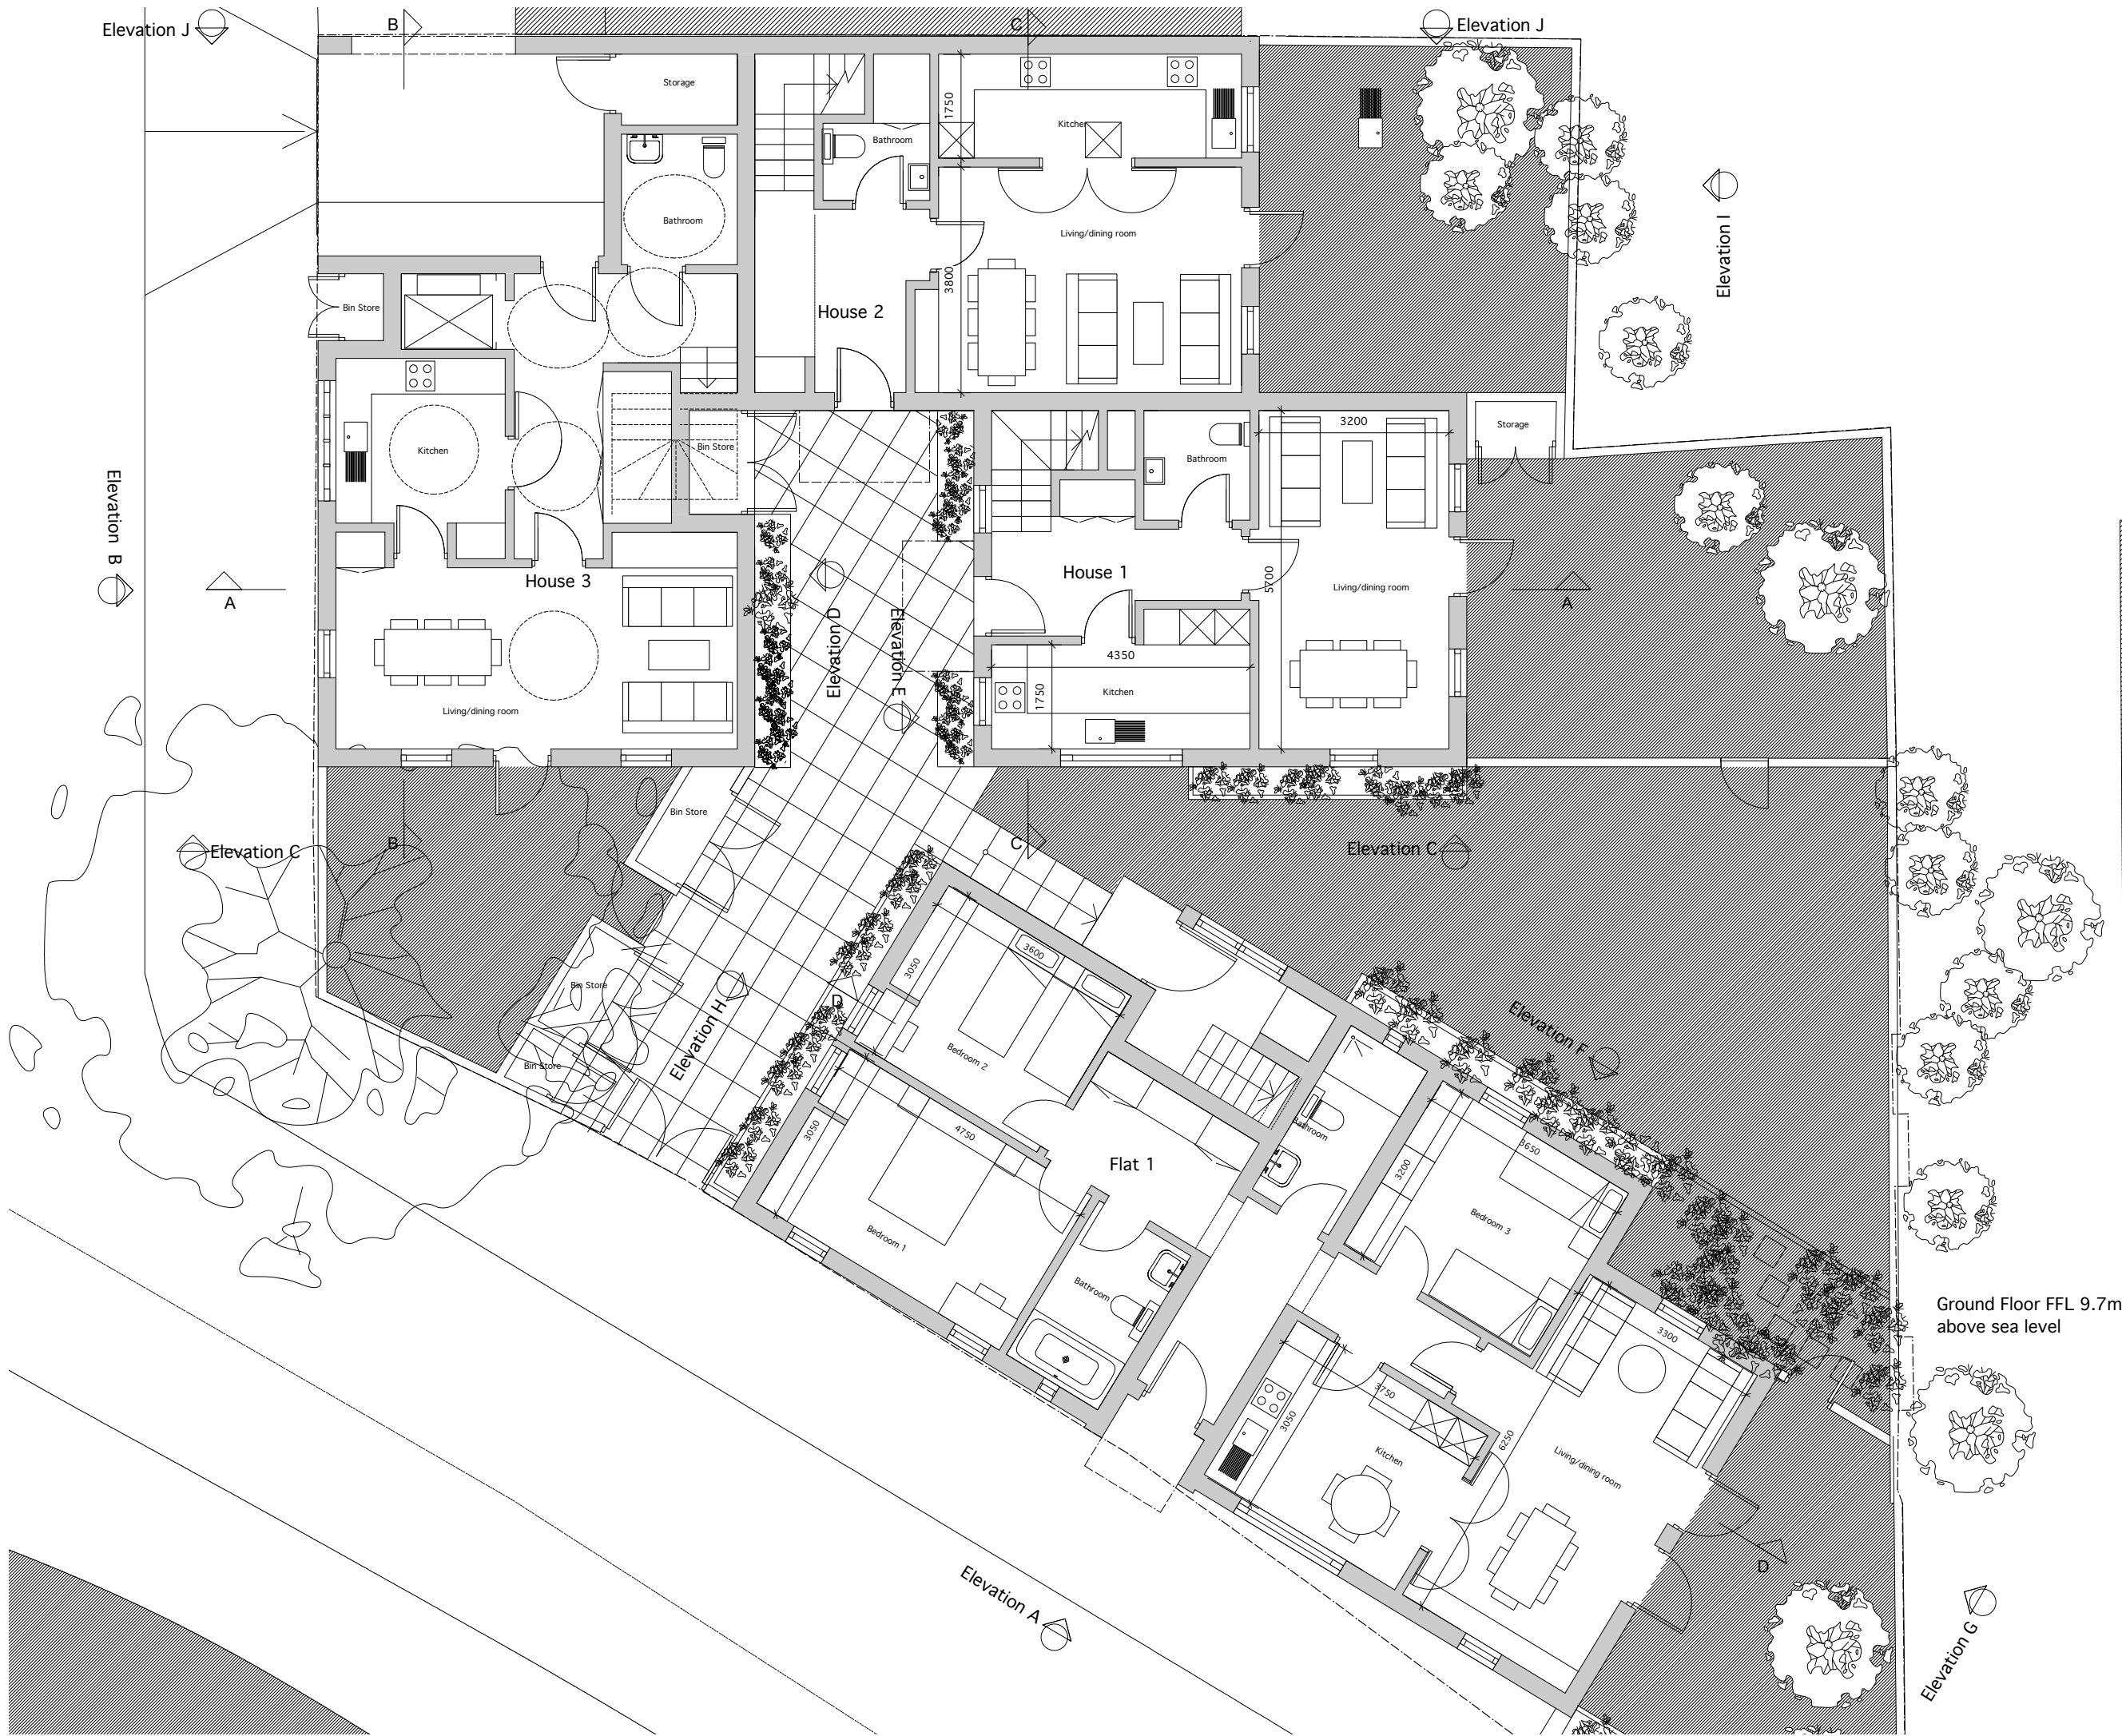 Elevation J
B
C
Elevation J
Storage
1750
Kitchen
Bathroom
Elevation I
Bathroom
Living/dining room
3800
Bin Store
House 2
Kitchen
Bin Store
3200
Storage
Bathroom
Elevation B
House 3
House 1
5700
Living/dining room
A
A
Elevation D
Elevation E
4350
1750
Kitchen
Living/dining room
Bin Store
B
C
Elevation C
Elevation C
3600
3050
Bin Store
D
Elevation H
Bedroom 2
Elevation F
Bin Store
3050
4750
Bathroom
3650
3200
Flat 1
Bedroom 3
Bedroom 1
Bathroom
Ground Floor FFL 9.7m
above sea level
3300
3750
3050
6250
Kitchen
Living/dining room
D
Elevation A
Elevation G